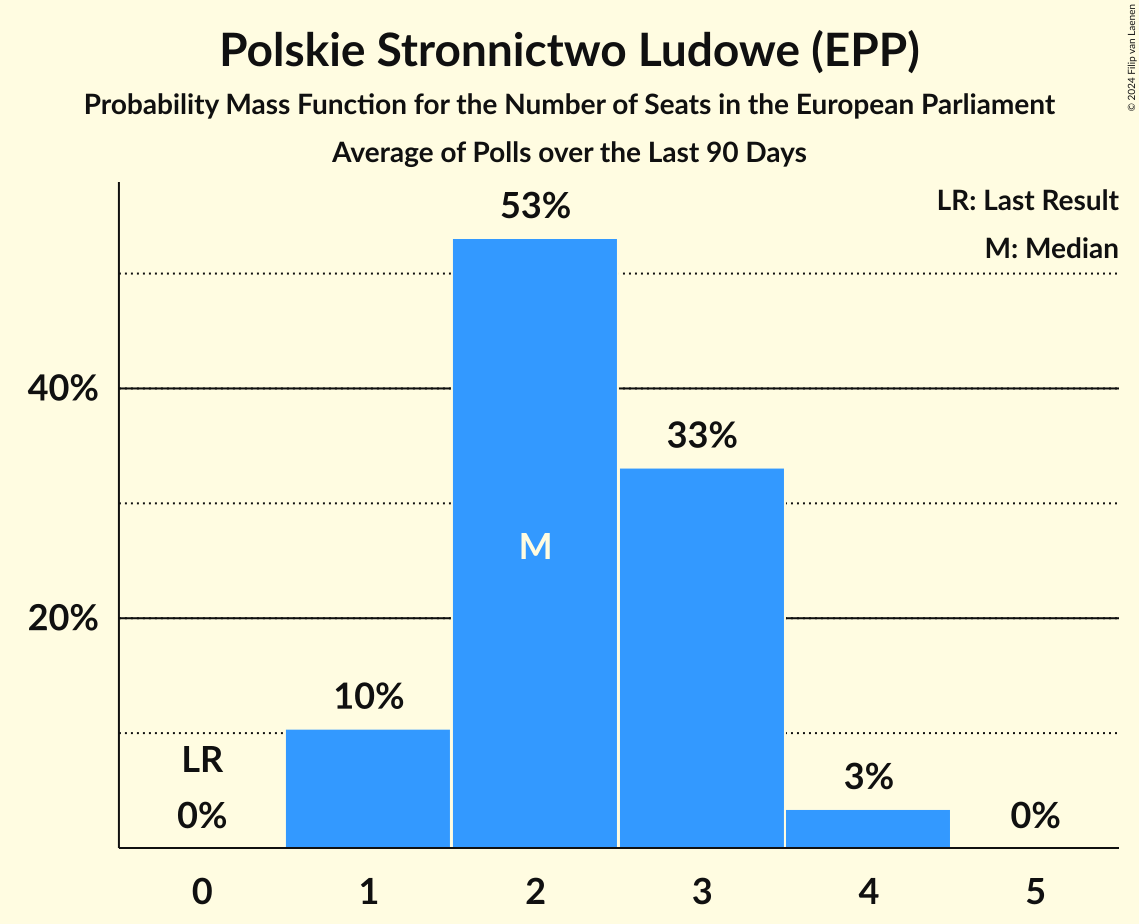 Polskie Stronnictwo Ludowe (EPP)
Probability Mass Function for the Number of Seats in the European Parliament
Average of Polls over the Last 90 Days
© 2024 Filip van Laenen
LR: Last Result
M: Median
53%
40%
33%
M
20%
10%
LR
3%
0%
0%
0 1 2 3 4 5